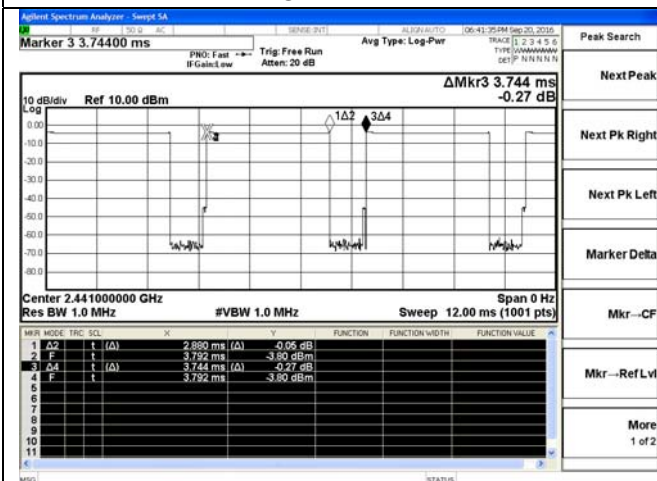 Agilent Spectrum Analyzer - Swept SA
RF 50 Ω AC SENSE:INT ALIGN AUTO 06:41:35 PM Sep 20, 2016
Marker 3 3.74400 ms
PNO: Fast Trig: Free Run Avg Type: Log-Pwr TRACE 1 2 3 4 5 6
IFGain:Low Atten: 20 dB TYPE
DET P N N N N N
Peak Search
Next Peak
Next Pk Right
Next Pk Left
Marker Delta
Mkr→CF
Mkr→Ref Lvl
More
1 of 2
ΔMkr3 3.744 ms
-0.27 dB
10 dB/div Ref 10.00 dBm
Log
1Δ2 3Δ4
0.00
-10.0
-20.0
-30.0
-40.0
-50.0
-60.0
-70.0
-80.0
Center 2.441000000 GHz Span 0 Hz
Res BW 1.0 MHz #VBW 1.0 MHz Sweep 12.00 ms (1001 pts)
MKR MODE TRC SCL X Y FUNCTION FUNCTION WIDTH FUNCTION VALUE
1 Δ2 t (Δ) 2.880 ms (Δ) -0.05 dB
2 F t 3.792 ms -3.80 dBm
3 Δ4 t (Δ) 3.744 ms (Δ) -0.27 dB
4 F t 3.792 ms -3.80 dBm
5
6
7
8
9
10
11
MSG STATUS